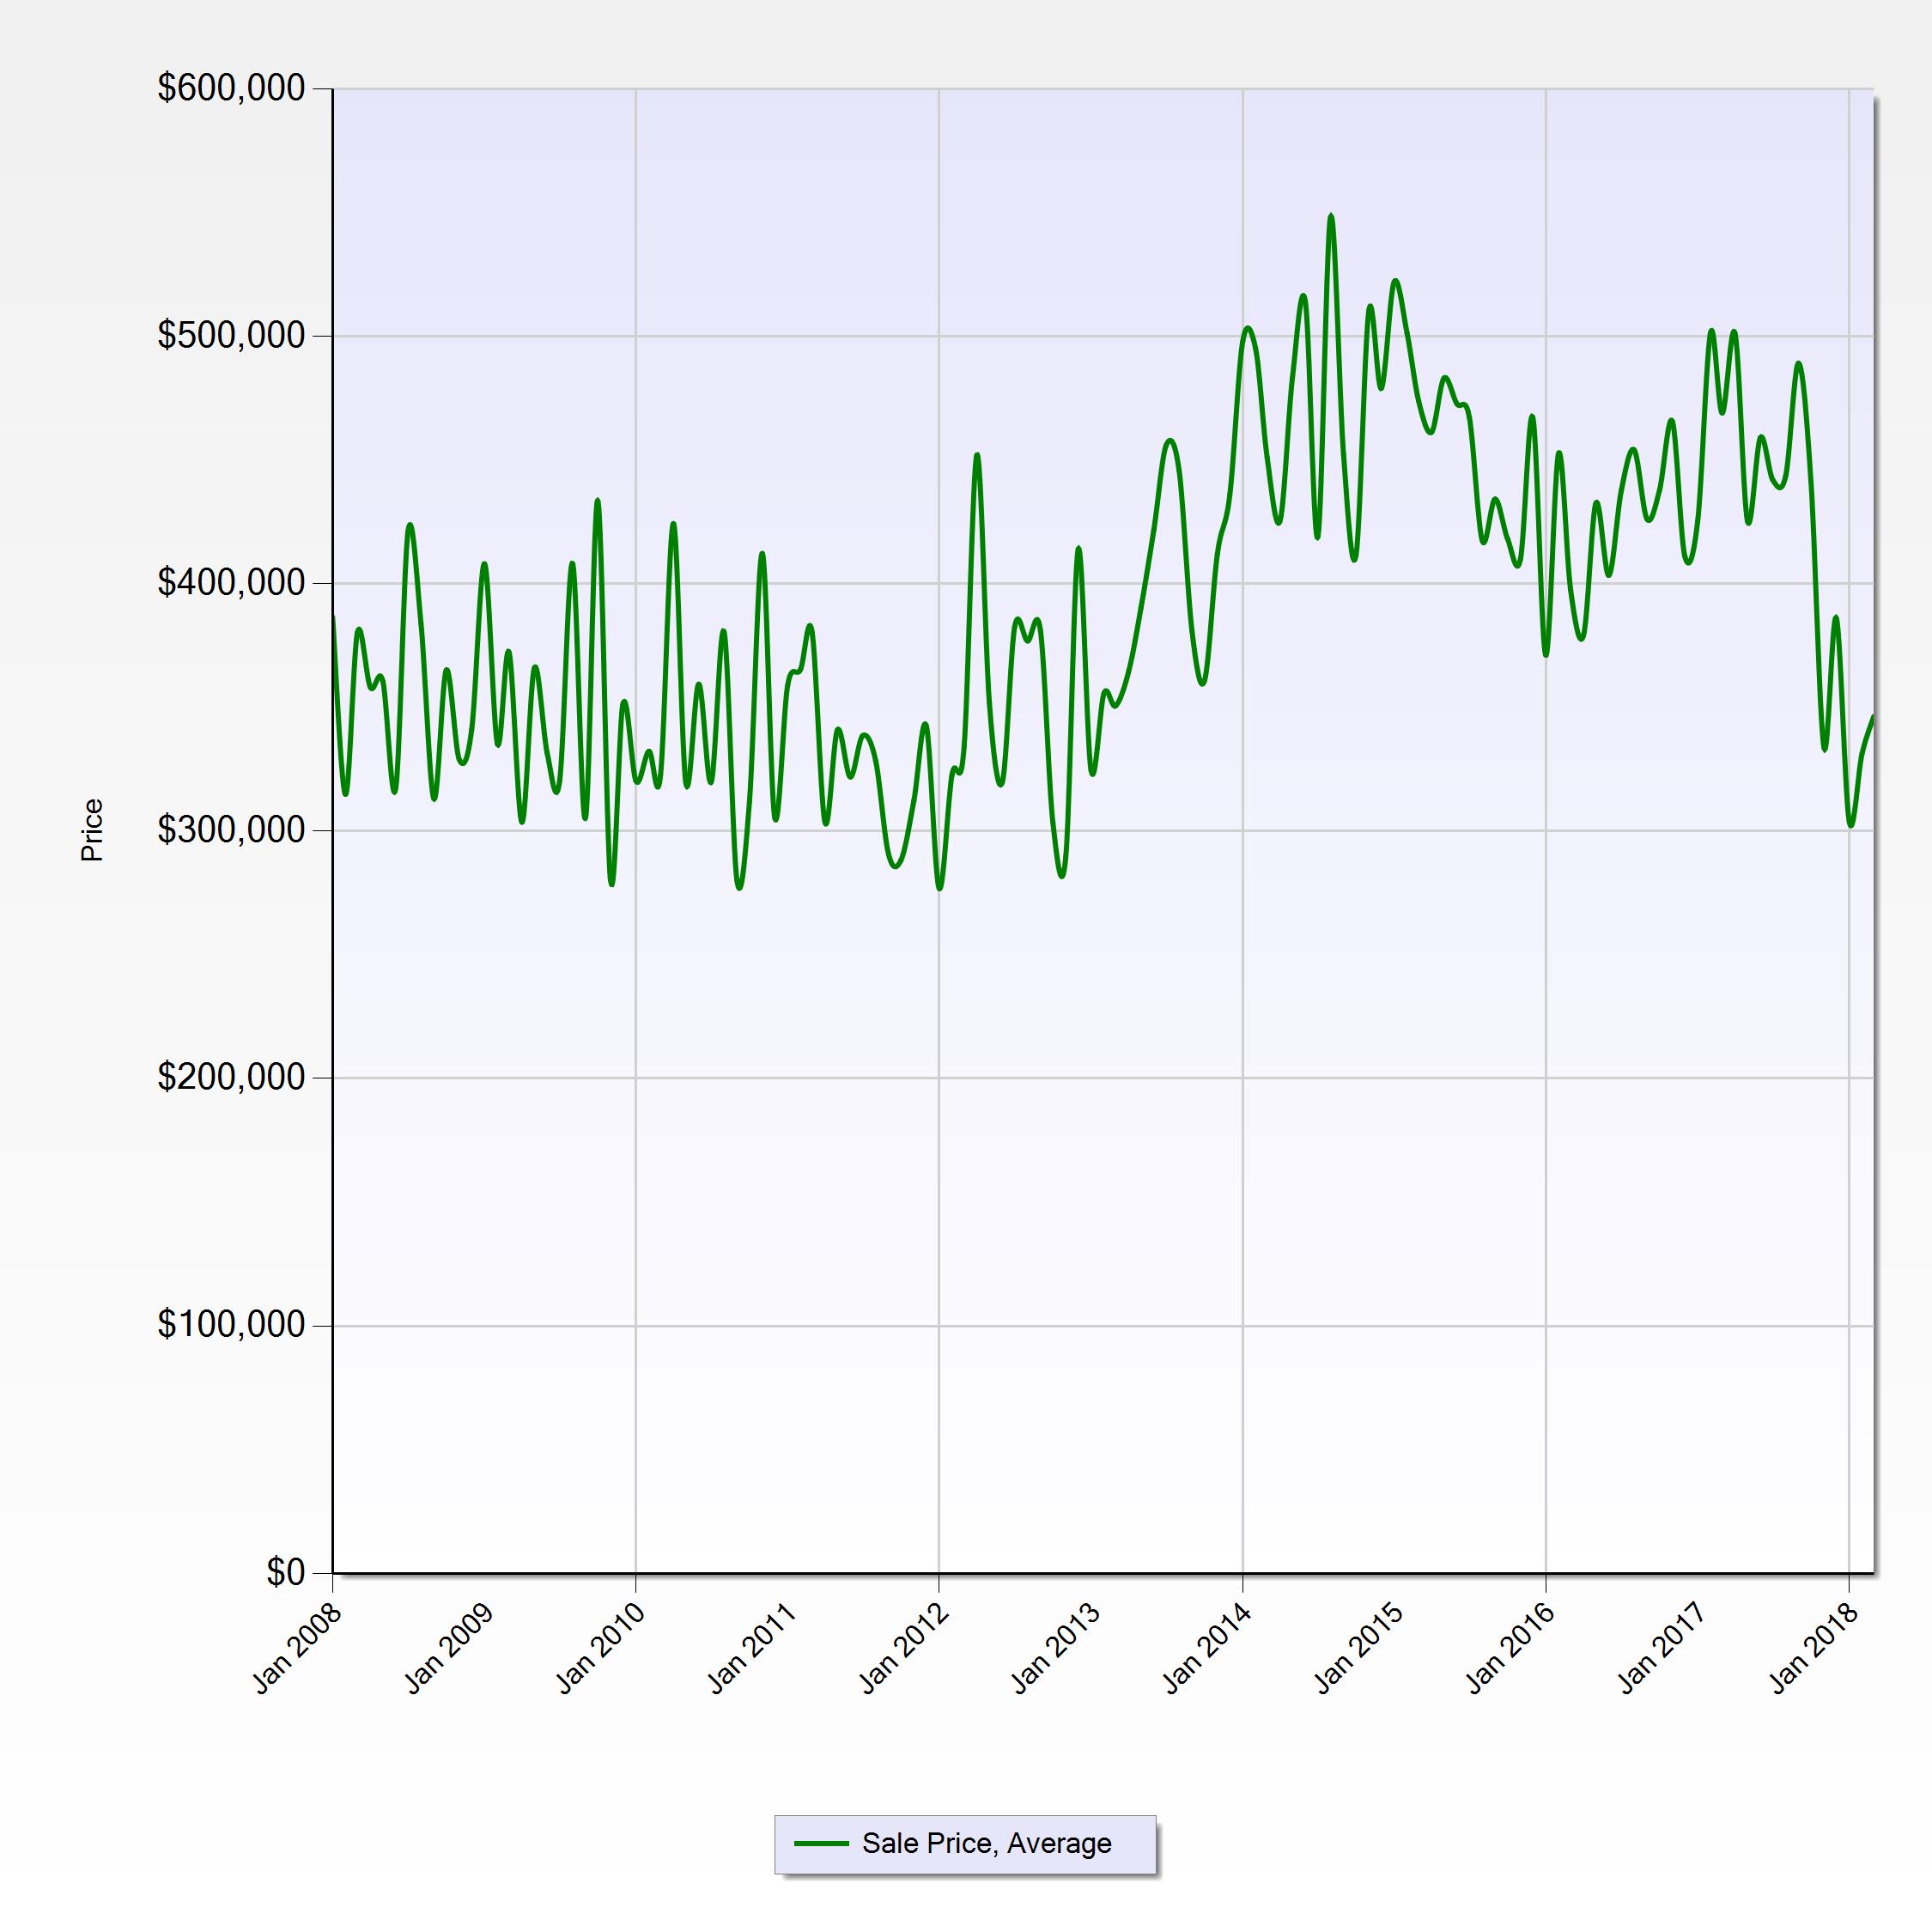 $600,000
$500,000
$400,000
$300,000
$200,000
$100,000
$0
Price
Jan 2008
Jan 2009
Jan 2010
Jan 2011
Jan 2012
Jan 2013
Jan 2014
Jan 2015
Jan 2016
Jan 2017
Jan 2018
Sale Price, Average